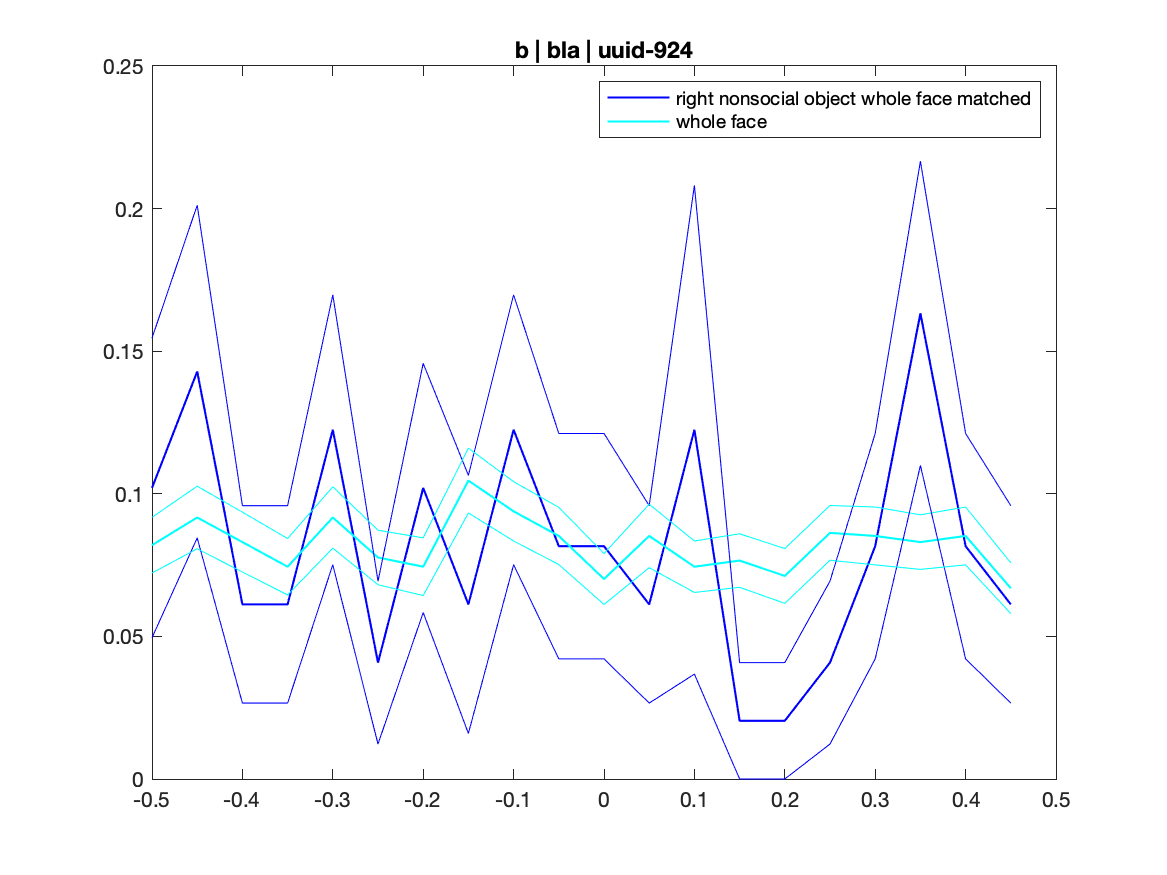 b | bla | uuid-924
0.25
right nonsocial object whole face matched
whole face
0.2
0.15
0.1
0.05
0
-0.5 -0.4 -0.3 -0.2 -0.1 0 0.1 0.2 0.3 0.4 0.5